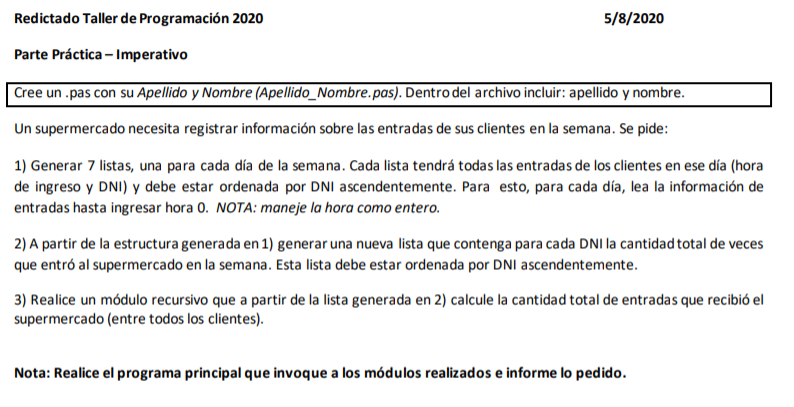 Redictado Taller de Programación 2020 5/8/2020
Parte Práctica – Imperativo
Cree un .pas con su Apellido y Nombre (Apellido_Nombre.pas). Dentro del archivo incluir: apellido y nombre.
Un supermercado necesita registrar información sobre las entradas de sus clientes en la semana. Se pide:
1) Generar 7 listas, una para cada día de la semana. Cada lista tendrá todas las entradas de los clientes en ese día (hora
de ingreso y DNI) y debe estar ordenada por DNI ascendentemente. Para esto, para cada día, lea la información de
entradas hasta ingresar hora 0. NOTA: maneje la hora como entero.
2) A partir de la estructura generada en 1) generar una nueva lista que contenga para cada DNI la cantidad total de veces
que entró al supermercado en la semana. Esta lista debe estar ordenada por DNI ascendentemente.
3) Realice un módulo recursivo que a partir de la lista generada en 2) calcule la cantidad total de entradas que recibió el
supermercado (entre todos los clientes).
Nota: Realice el programa principal que invoque a los módulos realizados e informe lo pedido.